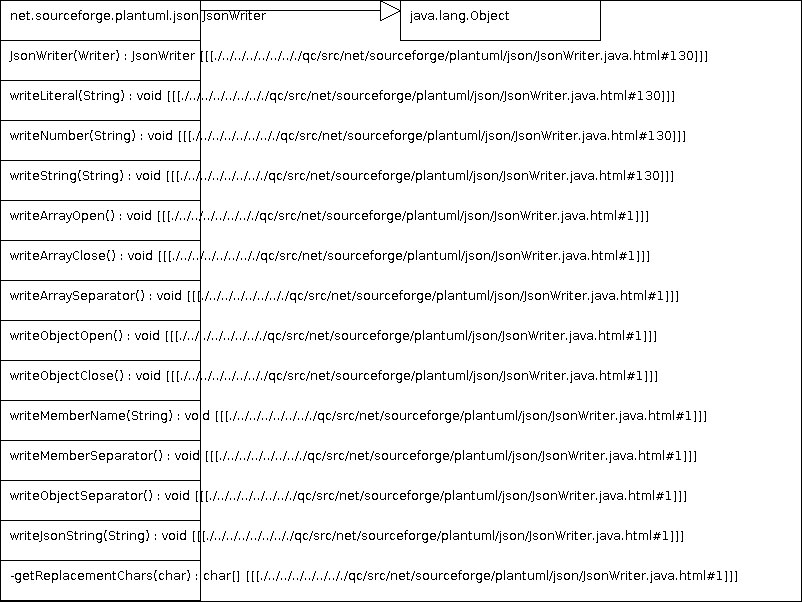 net.sourceforge.plantuml.json.JsonWriter
java.lang.Object
JsonWriter(Writer) : JsonWriter [[[./../../../../../../qc/src/net/sourceforge/plantuml/json/JsonWriter.java.html#130]]]
writeLiteral(String) : void [[[./../../../../../../qc/src/net/sourceforge/plantuml/json/JsonWriter.java.html#130]]]
writeNumber(String) : void [[[./../../../../../../qc/src/net/sourceforge/plantuml/json/JsonWriter.java.html#130]]]
writeString(String) : void [[[./../../../../../../qc/src/net/sourceforge/plantuml/json/JsonWriter.java.html#130]]]
writeArrayOpen() : void [[[./../../../../../../qc/src/net/sourceforge/plantuml/json/JsonWriter.java.html#1]]]
writeArrayClose() : void [[[./../../../../../../qc/src/net/sourceforge/plantuml/json/JsonWriter.java.html#1]]]
writeArraySeparator() : void [[[./../../../../../../qc/src/net/sourceforge/plantuml/json/JsonWriter.java.html#1]]]
writeObjectOpen() : void [[[./../../../../../../qc/src/net/sourceforge/plantuml/json/JsonWriter.java.html#1]]]
writeObjectClose() : void [[[./../../../../../../qc/src/net/sourceforge/plantuml/json/JsonWriter.java.html#1]]]
writeMemberName(String) : void [[[./../../../../../../qc/src/net/sourceforge/plantuml/json/JsonWriter.java.html#1]]]
writeMemberSeparator() : void [[[./../../../../../../qc/src/net/sourceforge/plantuml/json/JsonWriter.java.html#1]]]
writeObjectSeparator() : void [[[./../../../../../../qc/src/net/sourceforge/plantuml/json/JsonWriter.java.html#1]]]
writeJsonString(String) : void [[[./../../../../../../qc/src/net/sourceforge/plantuml/json/JsonWriter.java.html#1]]]
-getReplacementChars(char) : char[] [[[./../../../../../../qc/src/net/sourceforge/plantuml/json/JsonWriter.java.html#1]]]